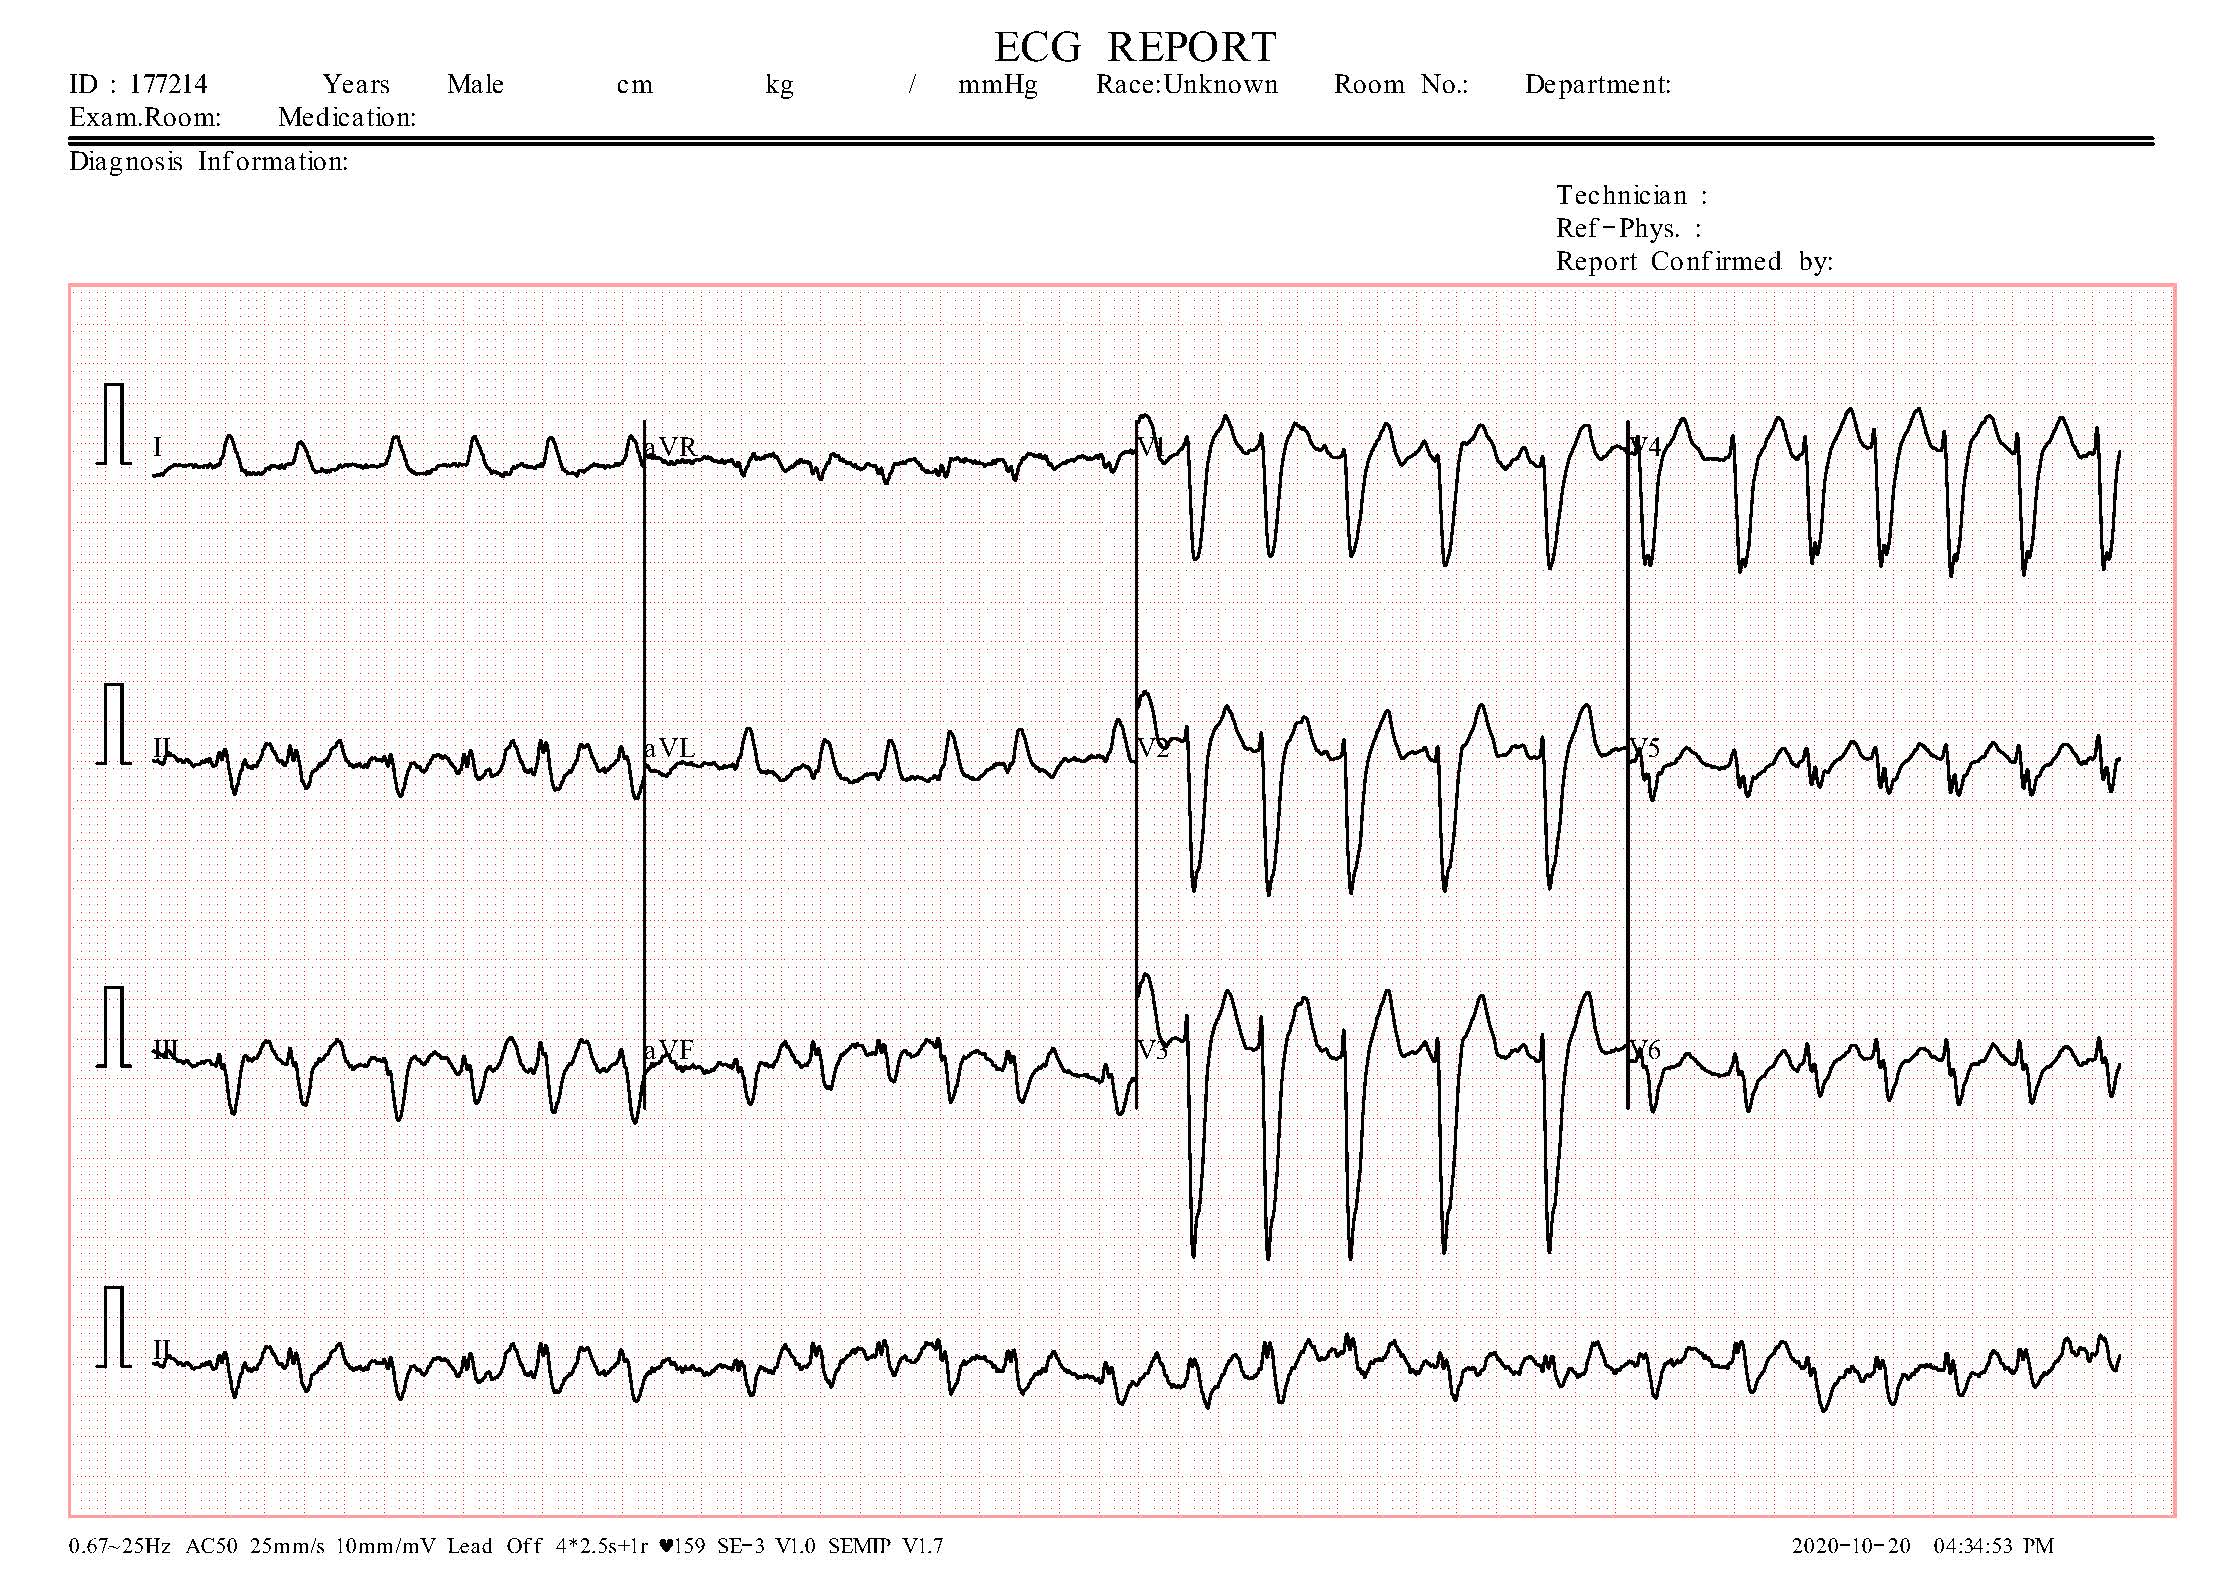 ECG REPORT
ID : 177214 Years Male cm kg / mmHg Race:Unknown Room No.: Department:
Exam.Room: Medication:
Diagnosis Information:
Technician :
Ref-Phys. :
Report Confirmed by:
I aVR V1 V4
II aVL V2 V5
III aVF V3 V6
II
0.67~25Hz AC50 25mm/s 10mm/mV Lead Off 4*2.5s+1r ♥159 SE-3 V1.0 SEMIP V1.7 2020-10-20 04:34:53 PM